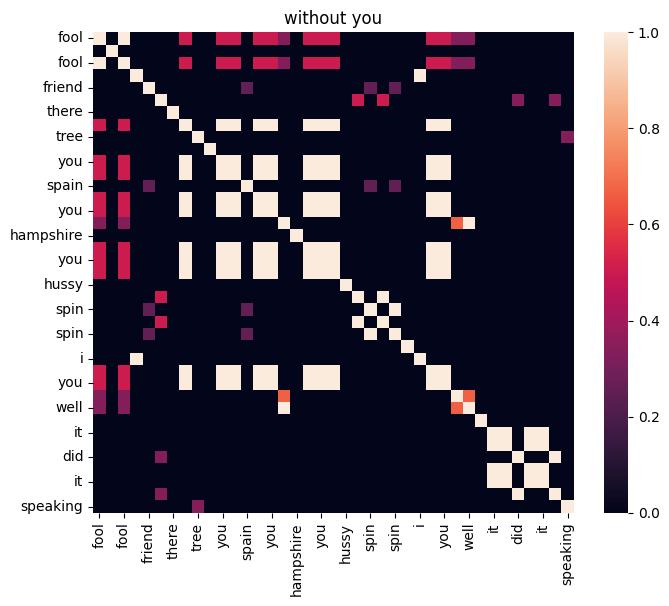 without you
fool
fool
friend
there
tree
you
spain
you
hampshire
you
hussy
spin
spin
i
you
well
it
did
it
speaking
fool
fool
friend
there
tree
you
spain
you
hampshire
you
hussy
spin
spin
i
you
well
it
did
it
speaking
1.0
0.8
0.6
0.4
0.2
0.0